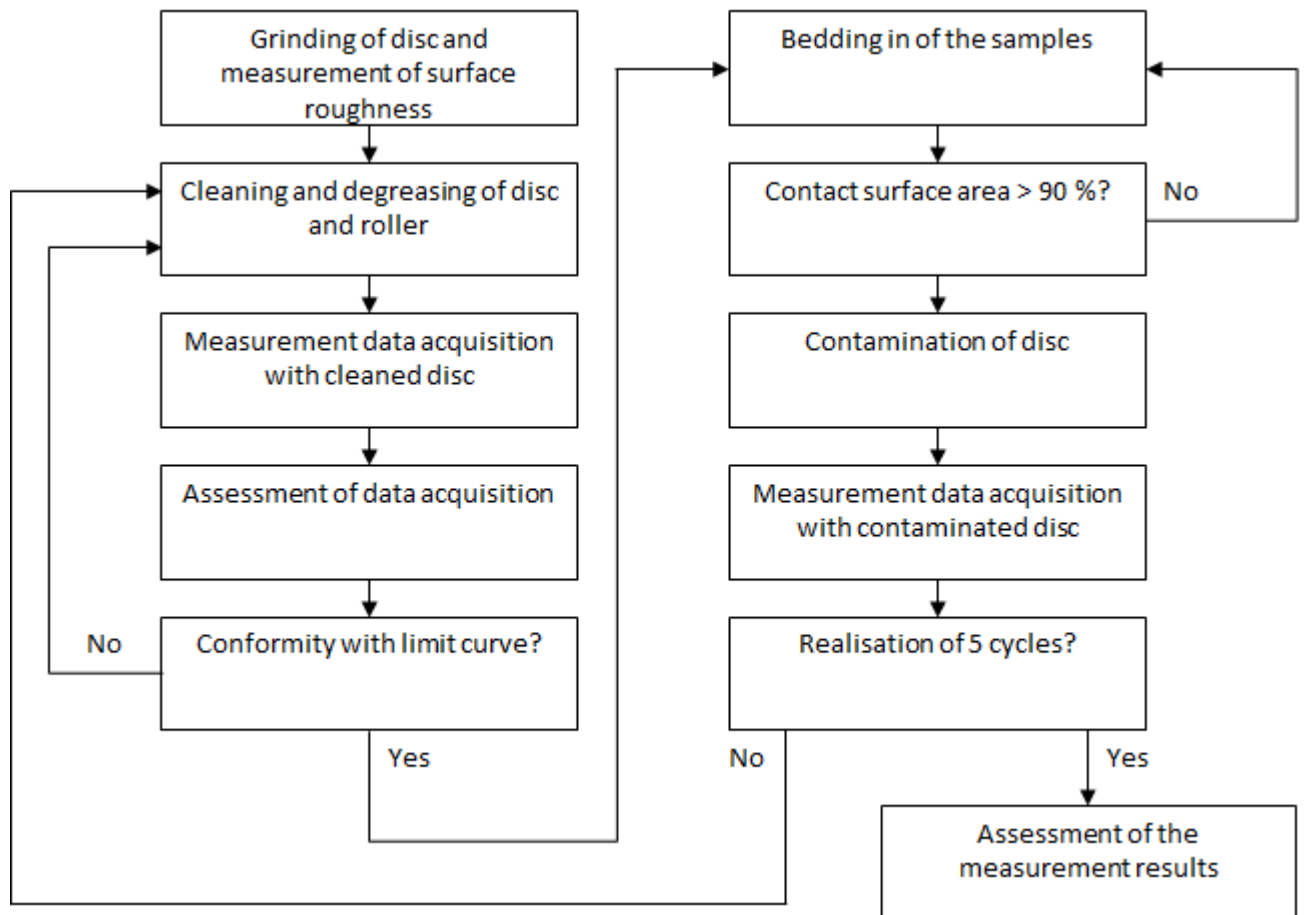 Grinding of disc and
measurement of surface
roughness
Cleaning and degreasing of disc
and roller
Measurement data acquisition
with cleaned disc
Assessment of data acquisition
Conformity with limit curve?
No
Yes
Bedding in of the samples
Contact surface area > 90 %?
No
Contamination of disc
Measurement data acquisition
with contaminated disc
Realisation of 5 cycles?
No
Yes
Assessment of the
measurement results